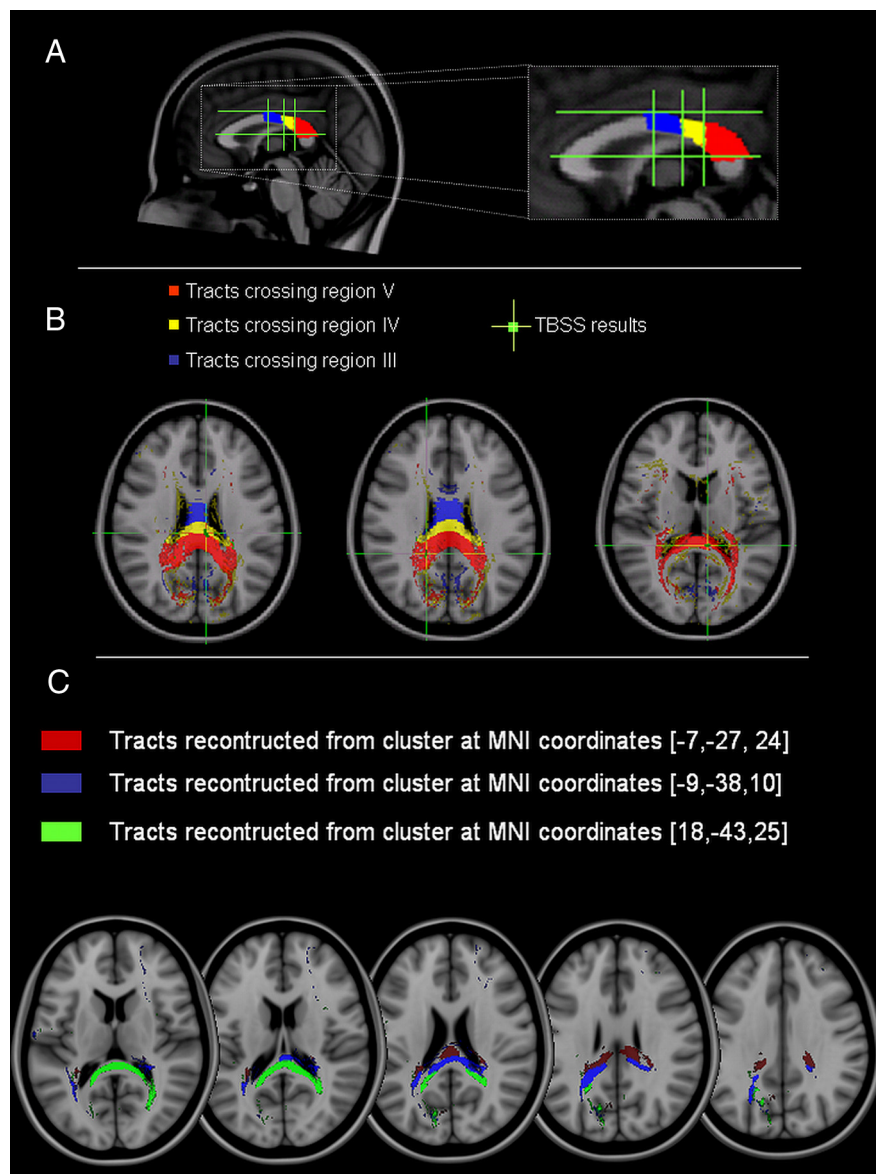 A
B
Tracts crossing region V
Tracts crossing region IV
Tracts crossing region III
TBSS results
C
Tracts recontructed from cluster at MNI coordinates [-7,-27, 24]
Tracts recontructed from cluster at MNI coordinates [-9,-38,10]
Tracts recontructed from cluster at MNI coordinates [18,-43,25]